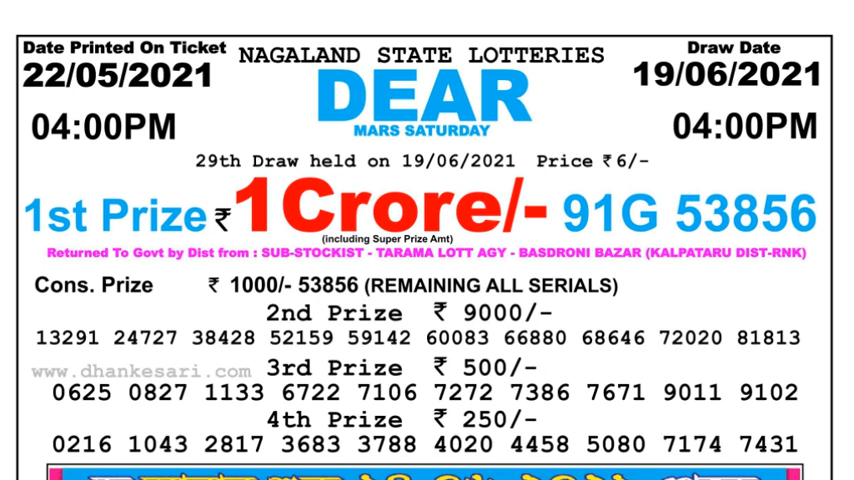 Date Printed On Ticket NAGALAND STATE LOTTERIES Draw Date
22/05/2021 DEAR 19/06/2021
MARS SATURDAY
04:00PM 04:00PM
29th Draw held on 19/06/2021 Price ₹6/-
1st Prize ₹1Crore/- 91G 53856
(including Super Prize Amt)
Returned To Govt by Dist from : SUB-STOCKIST - TARAMA LOTT AGY - BASDRONI BAZAR (KALPATARU DIST-RNK)
Cons. Prize ₹ 1000/- 53856 (REMAINING ALL SERIALS)
2nd Prize ₹ 9000/-
13291 24727 38428 52159 59142 60083 66880 68646 72020 81813
www.dhankesari.com 3rd Prize ₹ 500/-
0625 0827 1133 6722 7106 7272 7386 7671 9011 9102
4th Prize ₹ 250/-
0216 1043 2817 3683 3788 4020 4458 5080 7174 7431